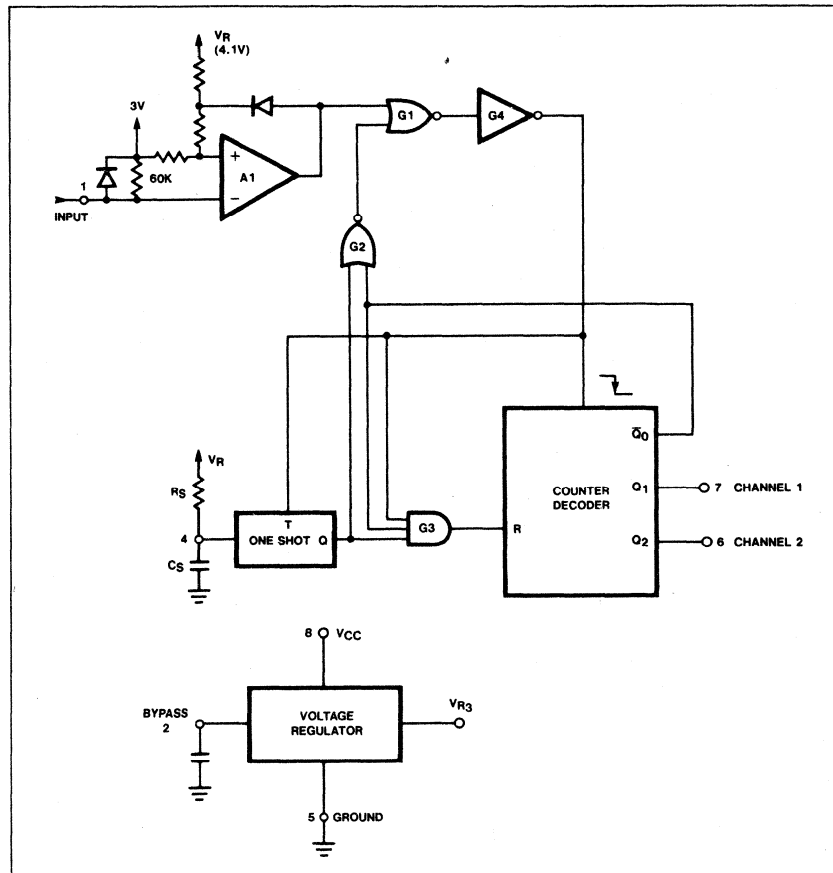 VR
(4.1V)
3V
G1
G4
60K
+
A1
−
1
INPUT
G2
Q̅0
VR
COUNTER
DECODER
Q1
7 CHANNEL 1
RS
T
G3
R
4
ONE SHOT Q
Q2
6 CHANNEL 2
CS
8 VCC
BYPASS
2
VOLTAGE
REGULATOR
VR3
5 GROUND